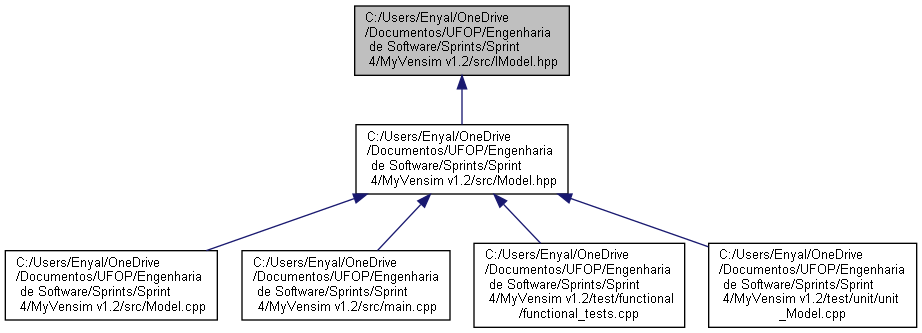 C:/Users/Enyal/OneDrive
/Documentos/UFOP/Engenharia
de Software/Sprints/Sprint
4/MyVensim v1.2/src/IModel.hpp
C:/Users/Enyal/OneDrive
/Documentos/UFOP/Engenharia
de Software/Sprints/Sprint
4/MyVensim v1.2/src/Model.hpp
C:/Users/Enyal/OneDrive
/Documentos/UFOP/Engenharia
de Software/Sprints/Sprint
4/MyVensim v1.2/src/Model.cpp
C:/Users/Enyal/OneDrive
/Documentos/UFOP/Engenharia
de Software/Sprints/Sprint
4/MyVensim v1.2/src/main.cpp
C:/Users/Enyal/OneDrive
/Documentos/UFOP/Engenharia
de Software/Sprints/Sprint
4/MyVensim v1.2/test/functional
/functional_tests.cpp
C:/Users/Enyal/OneDrive
/Documentos/UFOP/Engenharia
de Software/Sprints/Sprint
4/MyVensim v1.2/test/unit/unit
_Model.cpp